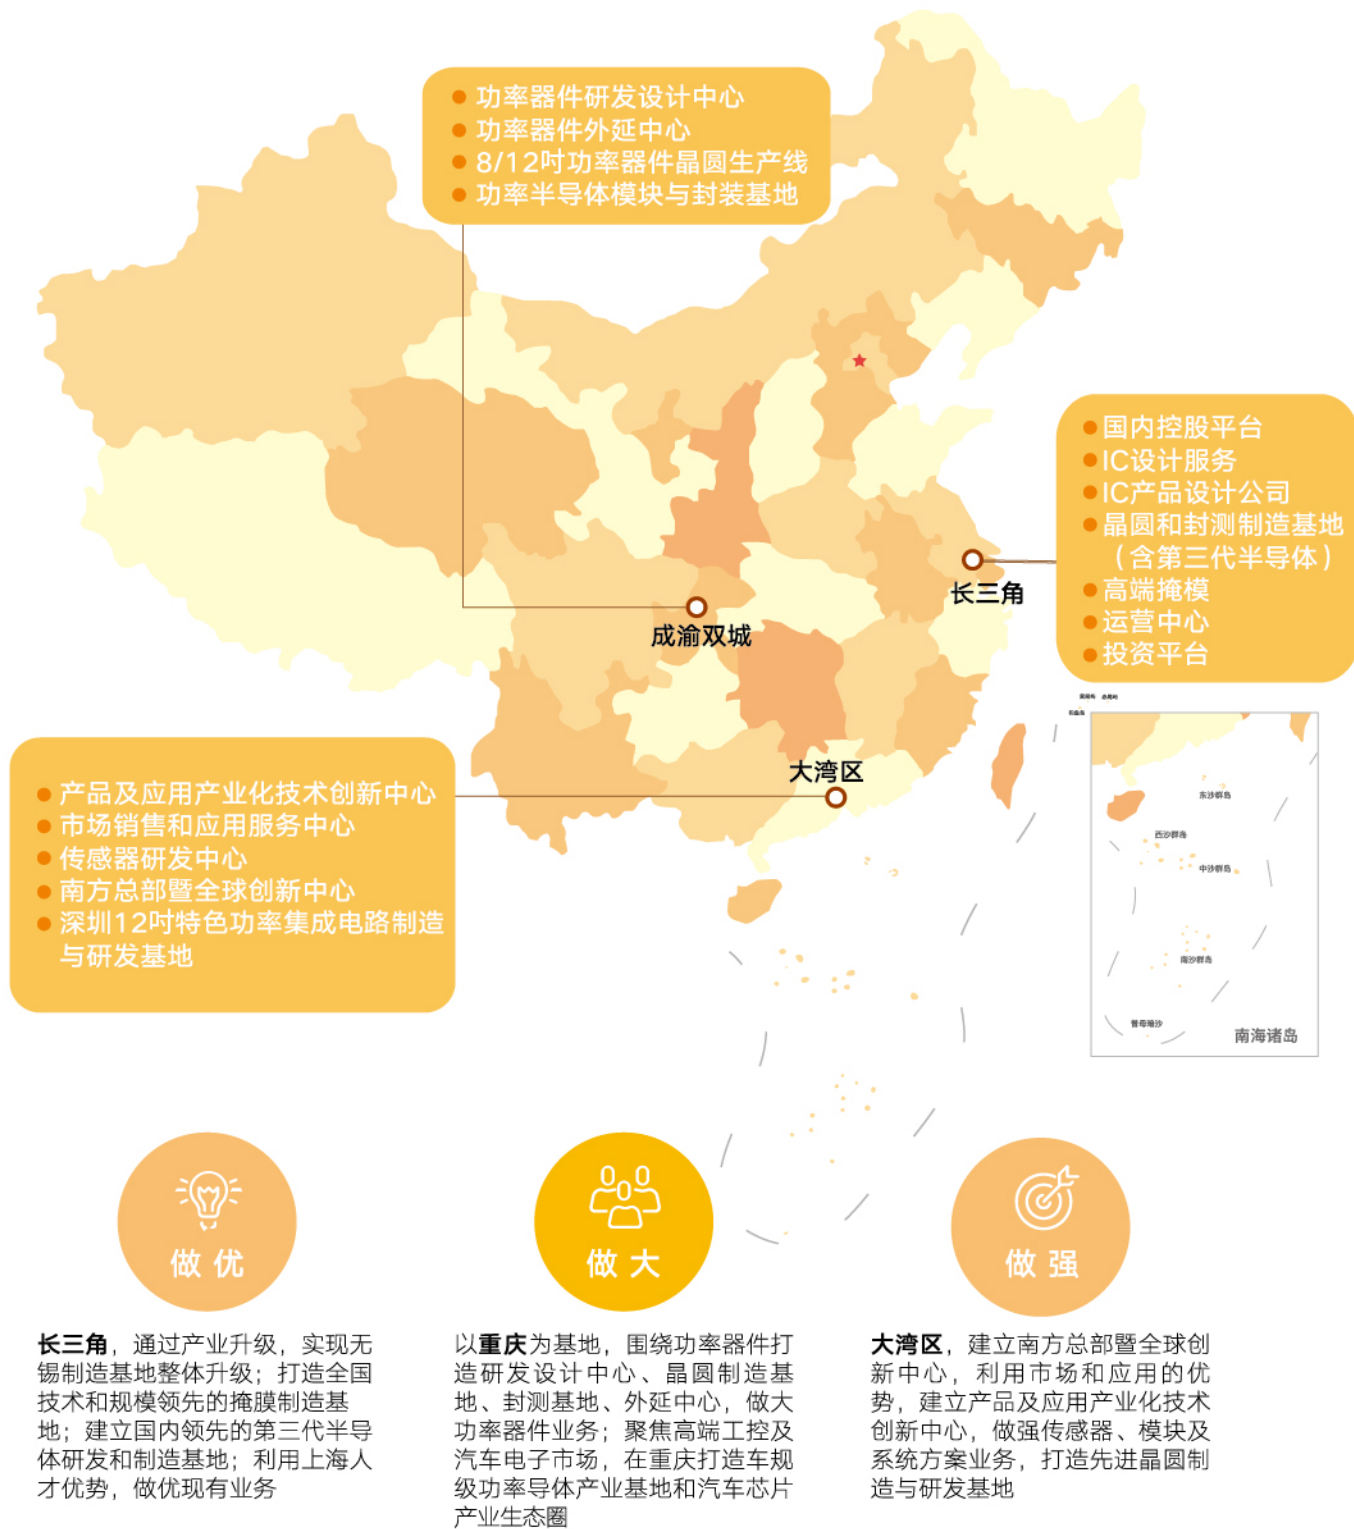 功率器件研发设计中心
功率器件外延中心
8/12吋功率器件晶圆生产线
功率半导体模块与封装基地
国内控股平台
IC设计服务
IC产品设计公司
晶圆和封测制造基地
（含第三代半导体）
高端掩模
运营中心
投资平台
长三角
成渝双城
大湾区
产品及应用产业化技术创新中心
市场销售和应用服务中心
传感器研发中心
南方总部暨全球创新中心
深圳12吋特色功率集成电路制造
与研发基地
东沙群岛
西沙群岛
中沙群岛
南沙群岛
曾母暗沙
南海诸岛
做优
做大
做强
长三角，通过产业升级，实现无
锡制造基地整体升级；打造全国
技术和规模领先的掩膜制造基
地；建立国内领先的第三代半导
体研发和制造基地；利用上海人
才优势，做优现有业务
以重庆为基地，围绕功率器件打
造研发设计中心、晶圆制造基
地、封测基地、外延中心，做大
功率器件业务；聚焦高端工控及
汽车电子市场，在重庆打造车规
级功率导体产业基地和汽车芯片
产业生态圈
大湾区，建立南方总部暨全球创
新中心，利用市场和应用的优
势，建立产品及应用产业化技术
创新中心，做强传感器、模块及
系统方案业务，打造先进晶圆制
造与研发基地